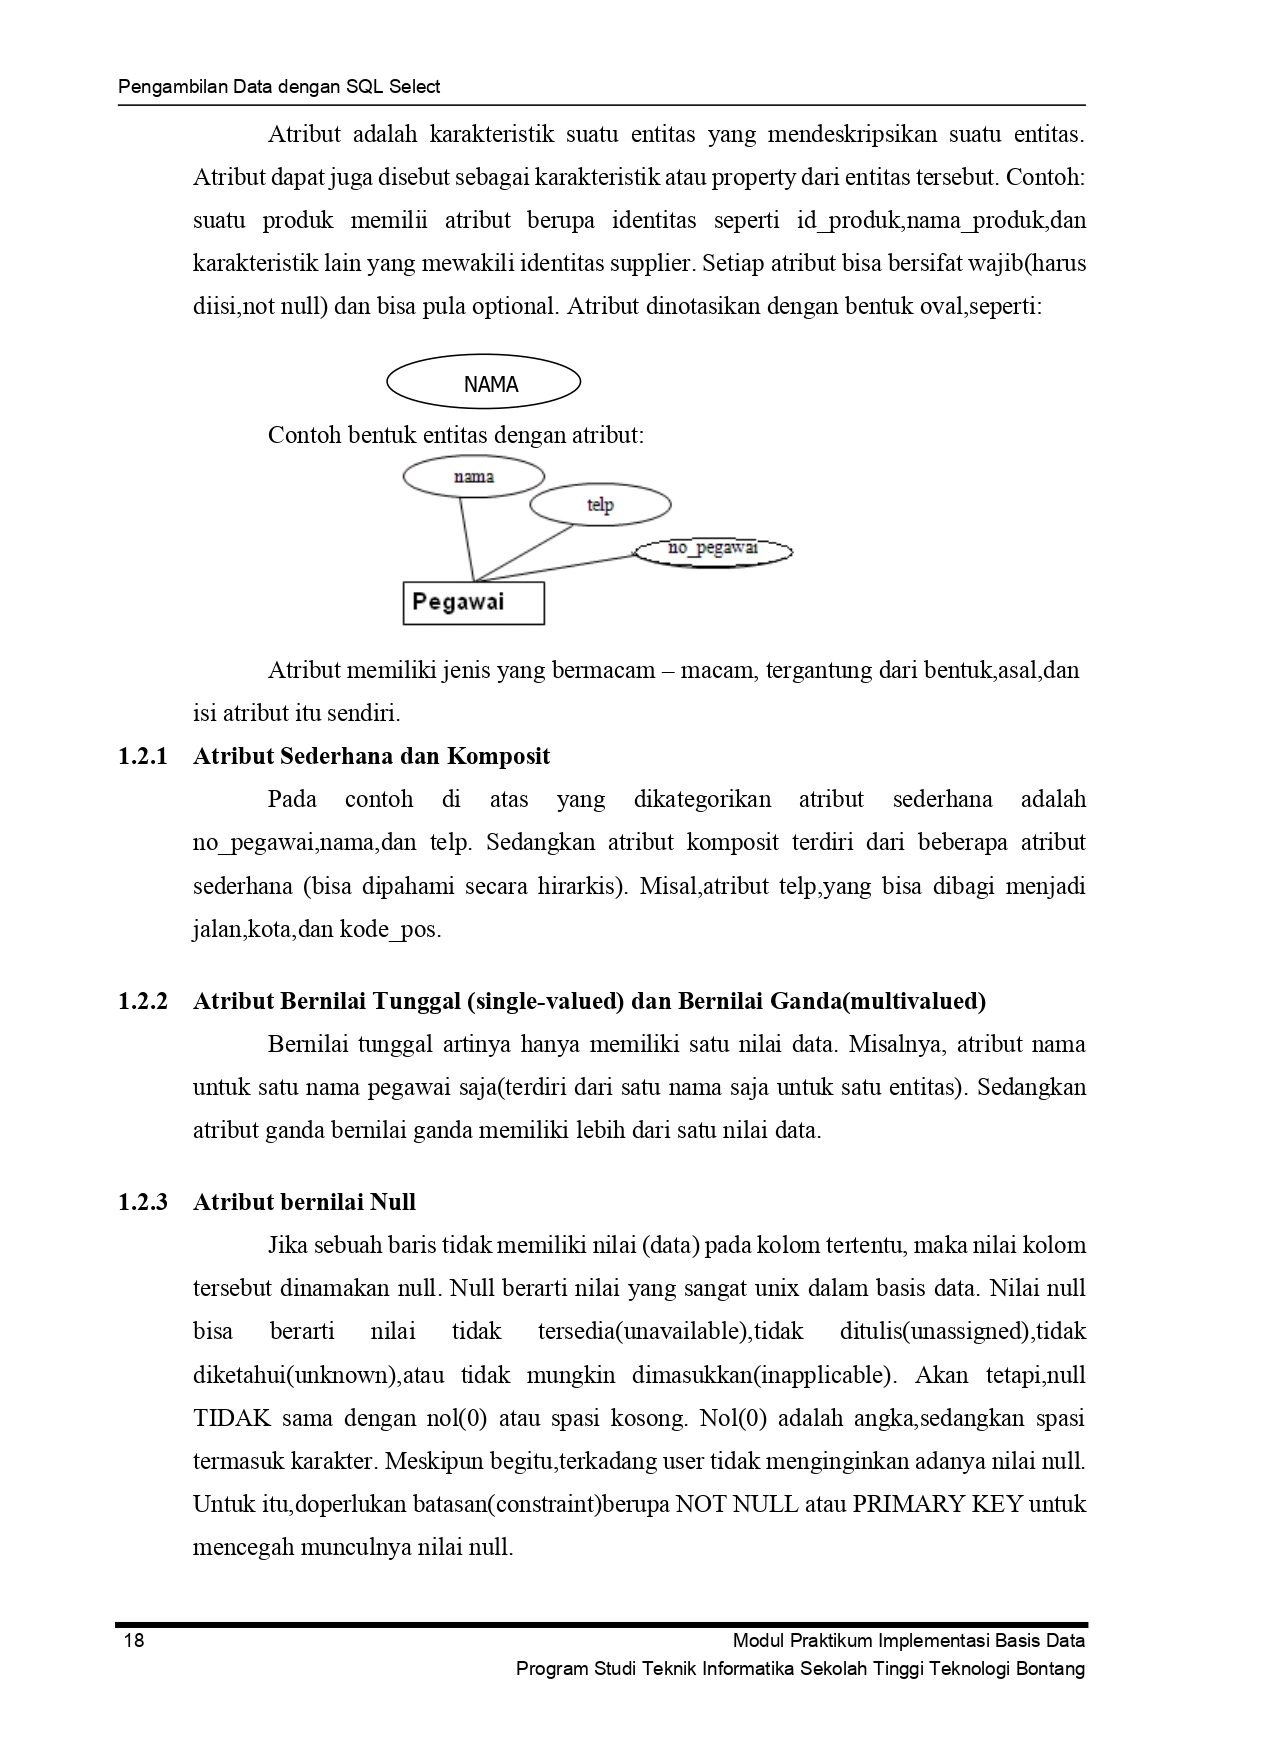 Pengambilan Data dengan SQL Select
Atribut adalah karakteristik suatu entitas yang mendeskripsikan suatu entitas.
Atribut dapat juga disebut sebagai karakteristik atau property dari entitas tersebut. Contoh:
suatu produk memilii atribut berupa identitas seperti id_produk,nama_produk,dan
karakteristik lain yang mewakili identitas supplier. Setiap atribut bisa bersifat wajib(harus
diisi,not null) dan bisa pula optional. Atribut dinotasikan dengan bentuk oval,seperti:
NAMA
Contoh bentuk entitas dengan atribut:
nama
telp
no_pegawai
Pegawai
Atribut memiliki jenis yang bermacam – macam, tergantung dari bentuk,asal,dan
isi atribut itu sendiri.
1.2.1 Atribut Sederhana dan Komposit
Pada contoh di atas yang dikategorikan atribut sederhana adalah
no_pegawai,nama,dan telp. Sedangkan atribut komposit terdiri dari beberapa atribut
sederhana (bisa dipahami secara hirarkis). Misal,atribut telp,yang bisa dibagi menjadi
jalan,kota,dan kode_pos.
1.2.2 Atribut Bernilai Tunggal (single-valued) dan Bernilai Ganda(multivalued)
Bernilai tunggal artinya hanya memiliki satu nilai data. Misalnya, atribut nama
untuk satu nama pegawai saja(terdiri dari satu nama saja untuk satu entitas). Sedangkan
atribut ganda bernilai ganda memiliki lebih dari satu nilai data.
1.2.3 Atribut bernilai Null
Jika sebuah baris tidak memiliki nilai (data) pada kolom tertentu, maka nilai kolom
tersebut dinamakan null. Null berarti nilai yang sangat unix dalam basis data. Nilai null
bisa berarti nilai tidak tersedia(unavailable),tidak ditulis(unassigned),tidak
diketahui(unknown),atau tidak mungkin dimasukkan(inapplicable). Akan tetapi,null
TIDAK sama dengan nol(0) atau spasi kosong. Nol(0) adalah angka,sedangkan spasi
termasuk karakter. Meskipun begitu,terkadang user tidak menginginkan adanya nilai null.
Untuk itu,doperlukan batasan(constraint)berupa NOT NULL atau PRIMARY KEY untuk
mencegah munculnya nilai null.
18 Modul Praktikum Implementasi Basis Data
Program Studi Teknik Informatika Sekolah Tinggi Teknologi Bontang